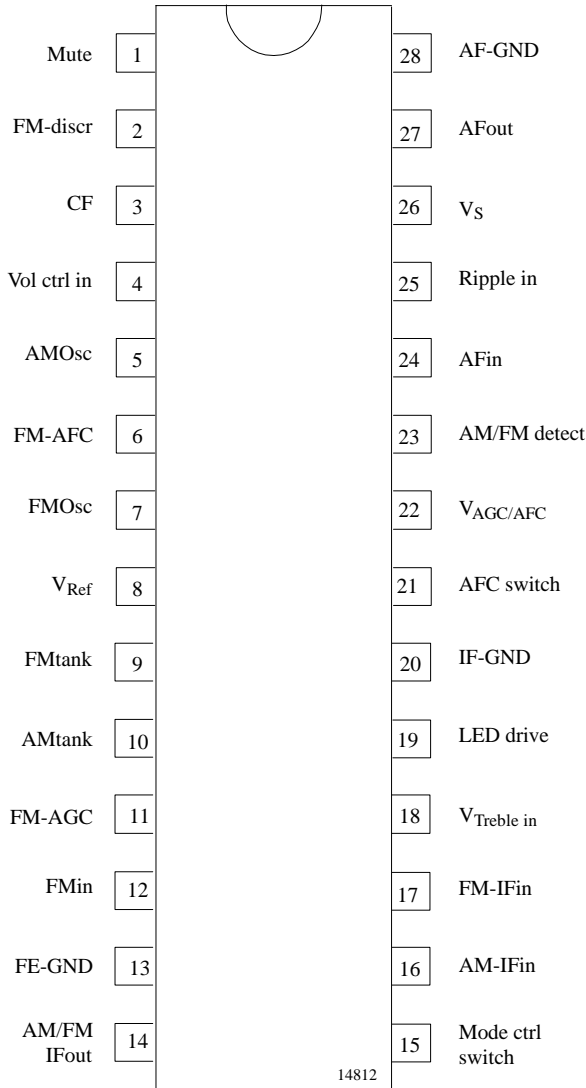 Mute 1 28 AF-GND
FM-discr 2 27 AFout
CF 3 26 VS
Vol ctrl in 4 25 Ripple in
AMOsc 5 24 AFin
FM-AFC 6 23 AM/FM detect
FMOsc 7 22 VAGC/AFC
VRef 8 21 AFC switch
FMtank 9 20 IF-GND
AMtank 10 19 LED drive
FM-AGC 11 18 VTreble in
FMin 12 17 FM-IFin
FE-GND 13 16 AM-IFin
AM/FM
IFout 14 15 Mode ctrl
switch
14812